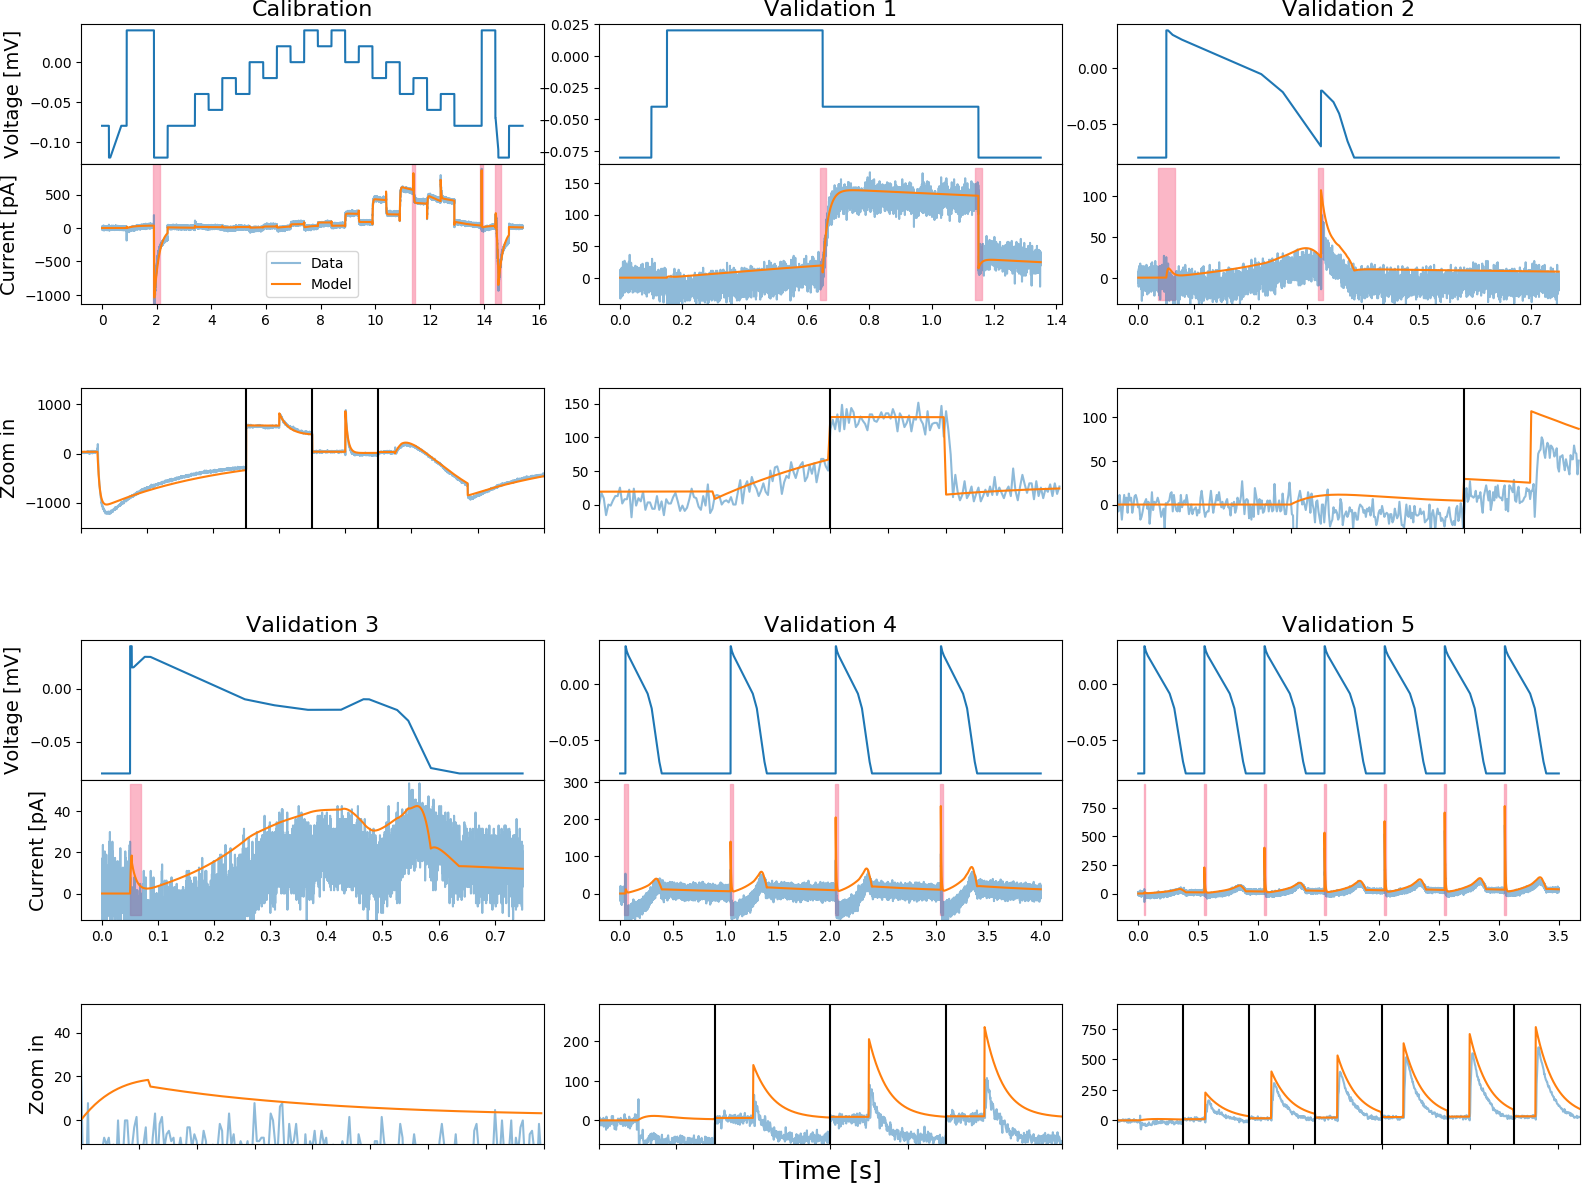 Calibration
Validation 1
Validation 2
Voltage [mV]
0.00
−0.05
−0.10
0.025
0.000
−0.025
−0.050
−0.075
0.00
−0.05
Current [pA]
500
0
−500
−1000
Data
Model
150
100
50
0
100
50
0
0 2 4 6 8 10 12 14 16
0.0 0.2 0.4 0.6 0.8 1.0 1.2 1.4
0.0 0.1 0.2 0.3 0.4 0.5 0.6 0.7
Zoom in
1000
0
−1000
150
100
50
0
100
50
0
Validation 3
Validation 4
Validation 5
Voltage [mV]
0.00
−0.05
0.00
−0.05
0.00
−0.05
Current [pA]
40
20
0
300
200
100
0
750
500
250
0
0.0 0.1 0.2 0.3 0.4 0.5 0.6 0.7
0.0 0.5 1.0 1.5 2.0 2.5 3.0 3.5 4.0
0.0 0.5 1.0 1.5 2.0 2.5 3.0 3.5
Zoom in
40
20
0
200
100
0
750
500
250
0
Time [s]